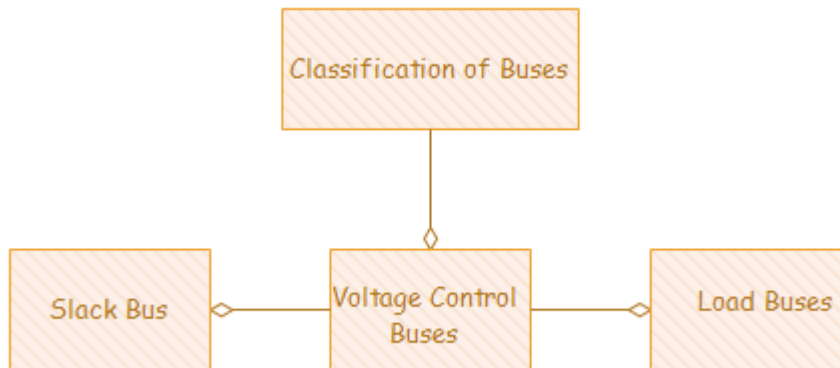 Classification of Buses
Slack Bus
Voltage Control
Buses
Load Buses